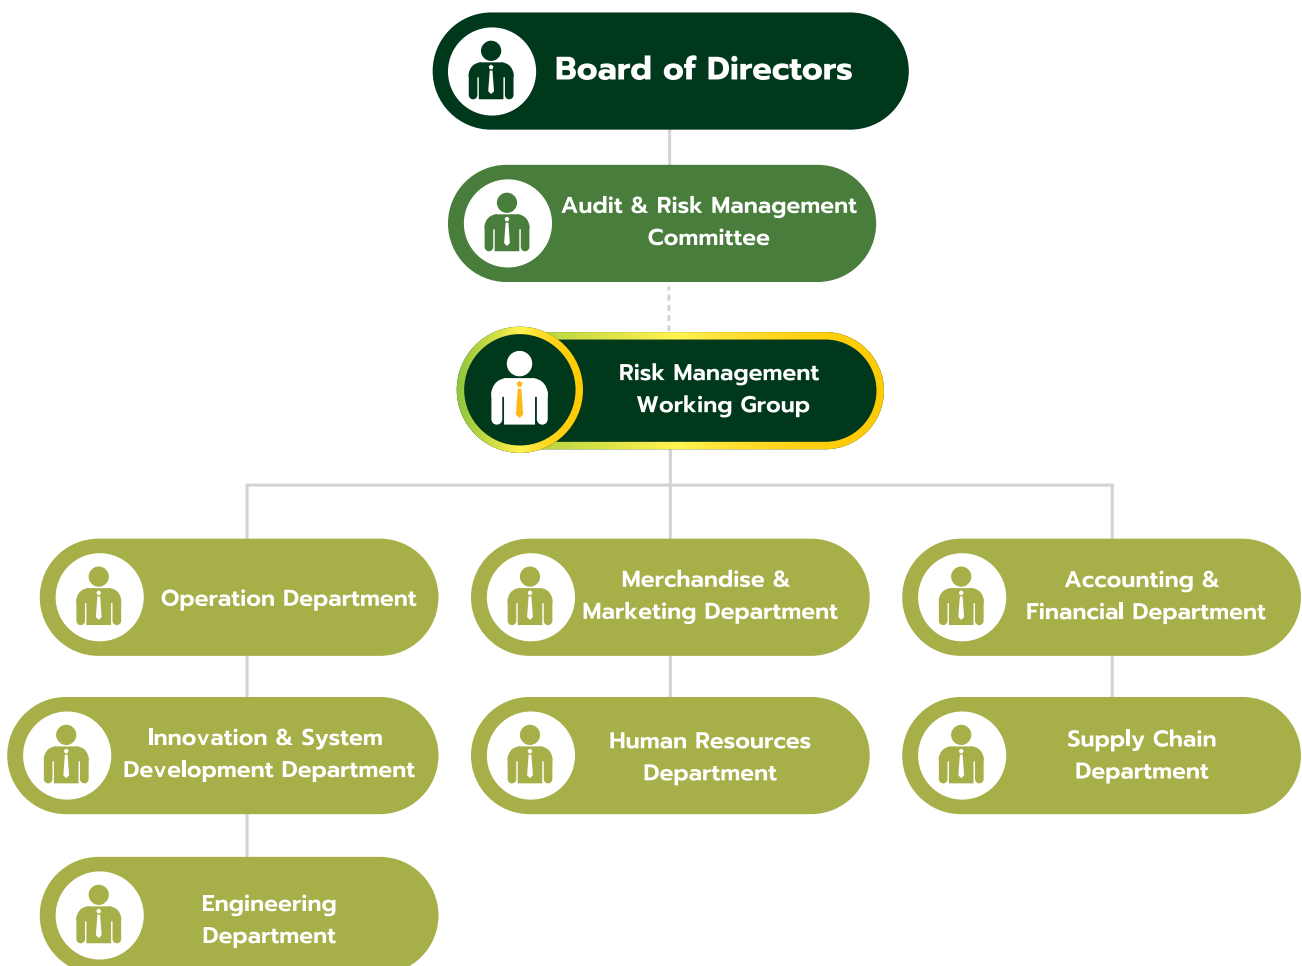 Board of Directors
Audit & Risk Management
Committee
Risk Management
Working Group
Operation Department
Merchandise &
Marketing Department
Accounting &
Financial Department
Innovation & System
Development Department
Human Resources
Department
Supply Chain
Department
Engineering
Department